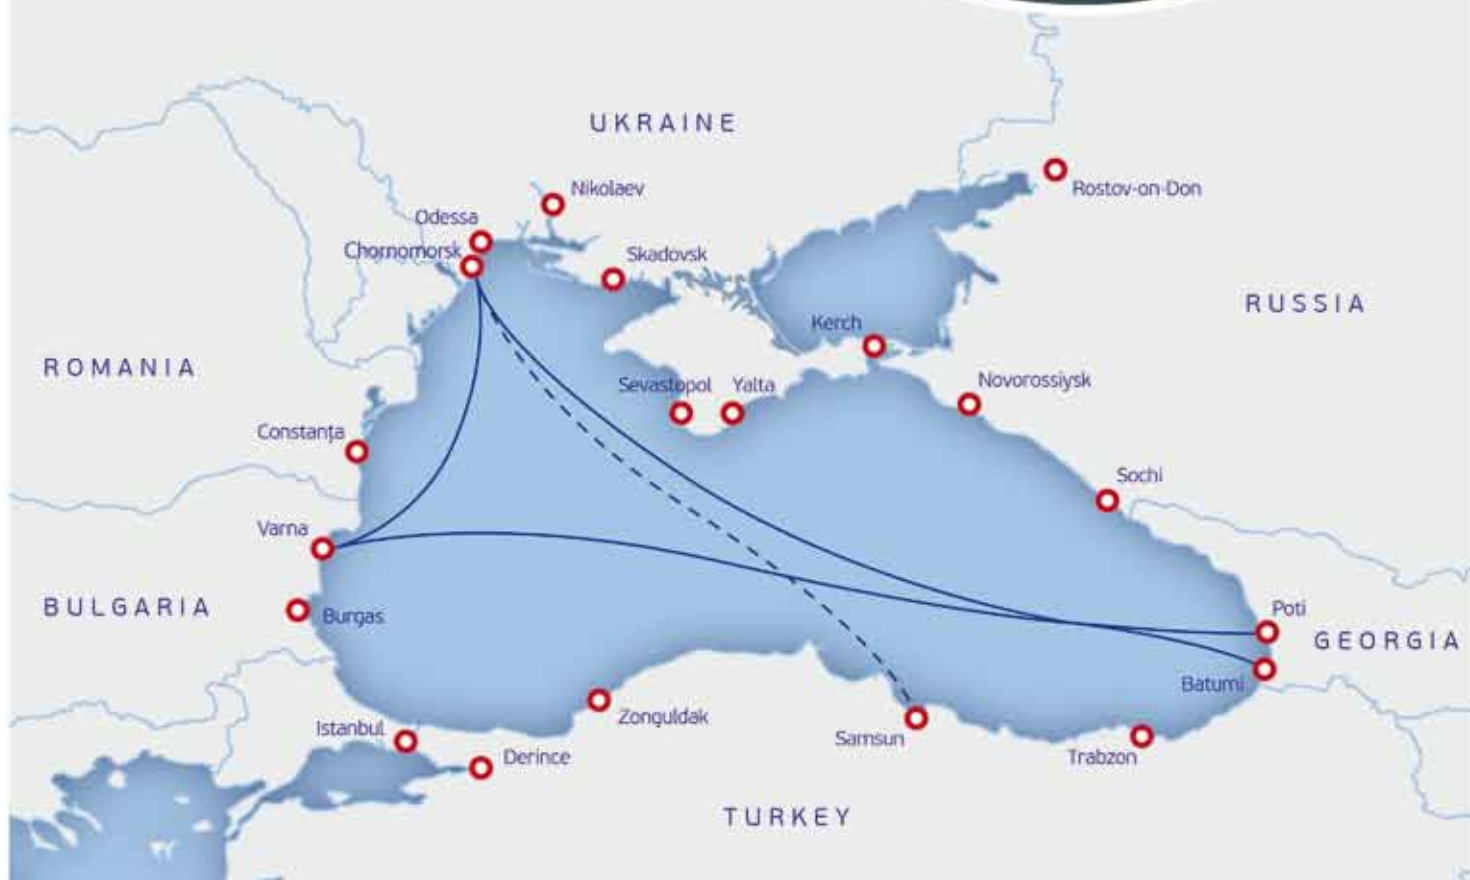 UKRAINE
Nikolaev
Rostov-on-Don
Odessa
Chornomorsk
Skadovsk
RUSSIA
Kerch
ROMANIA
Sevastopol
Yalta
Novorossiysk
Constanţa
Sochi
Varna
BULGARIA
Burgas
Poti
GEORGIA
Batumi
Istanbul
Zonguldak
Samsun
Derince
Trabzon
TURKEY